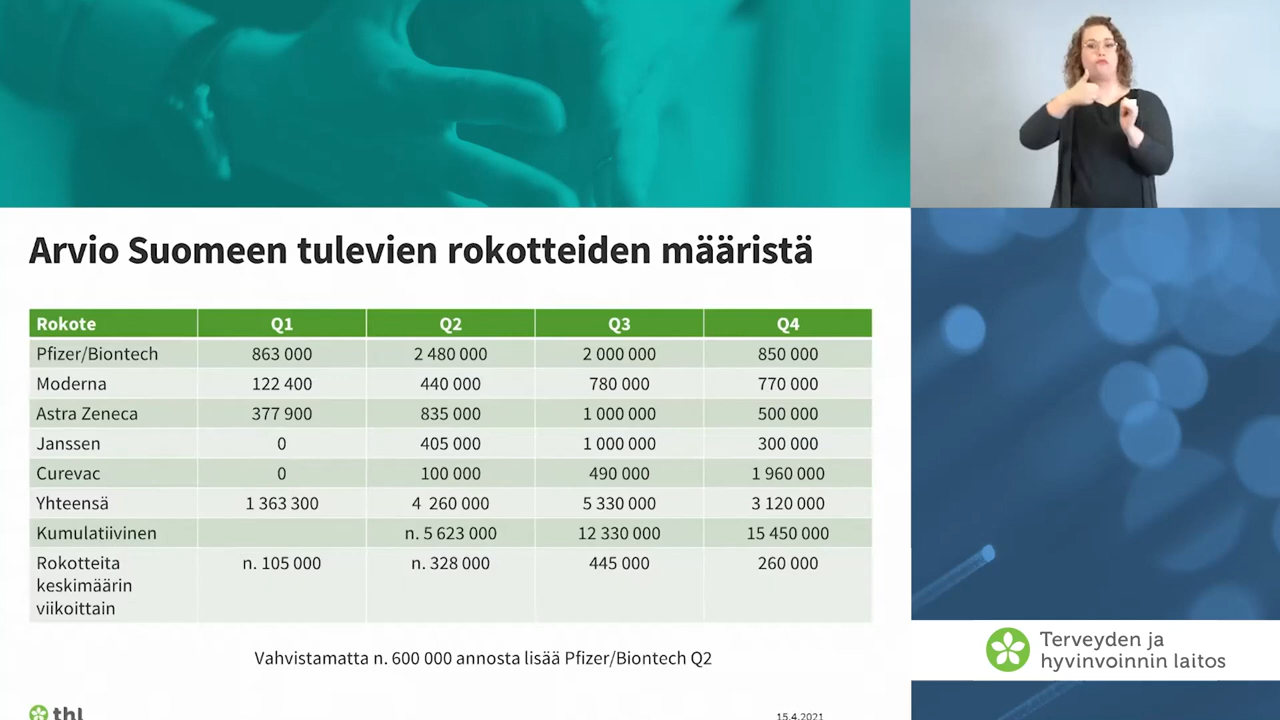 Arvio Suomeen tulevien rokotteiden määristä
Rokote Q1 Q2 Q3 Q4
Pfizer/Biontech 863 000 2 480 000 2 000 000 850 000
Moderna 122 400 440 000 780 000 770 000
Astra Zeneca 377 900 835 000 1 000 000 500 000
Janssen 0 405 000 1 000 000 300 000
Curevac 0 100 000 490 000 1 960 000
Yhteensä 1 363 300 4 260 000 5 330 000 3 120 000
Kumulatiivinen n. 5 623 000 12 330 000 15 450 000
Rokotteita n. 105 000 n. 328 000 445 000 260 000
keskimäärin
viikoittain
Vahvistamatta n. 600 000 annosta lisää Pfizer/Biontech Q2
thl
15.4.2021
Terveyden ja
hyvinvoinnin laitos